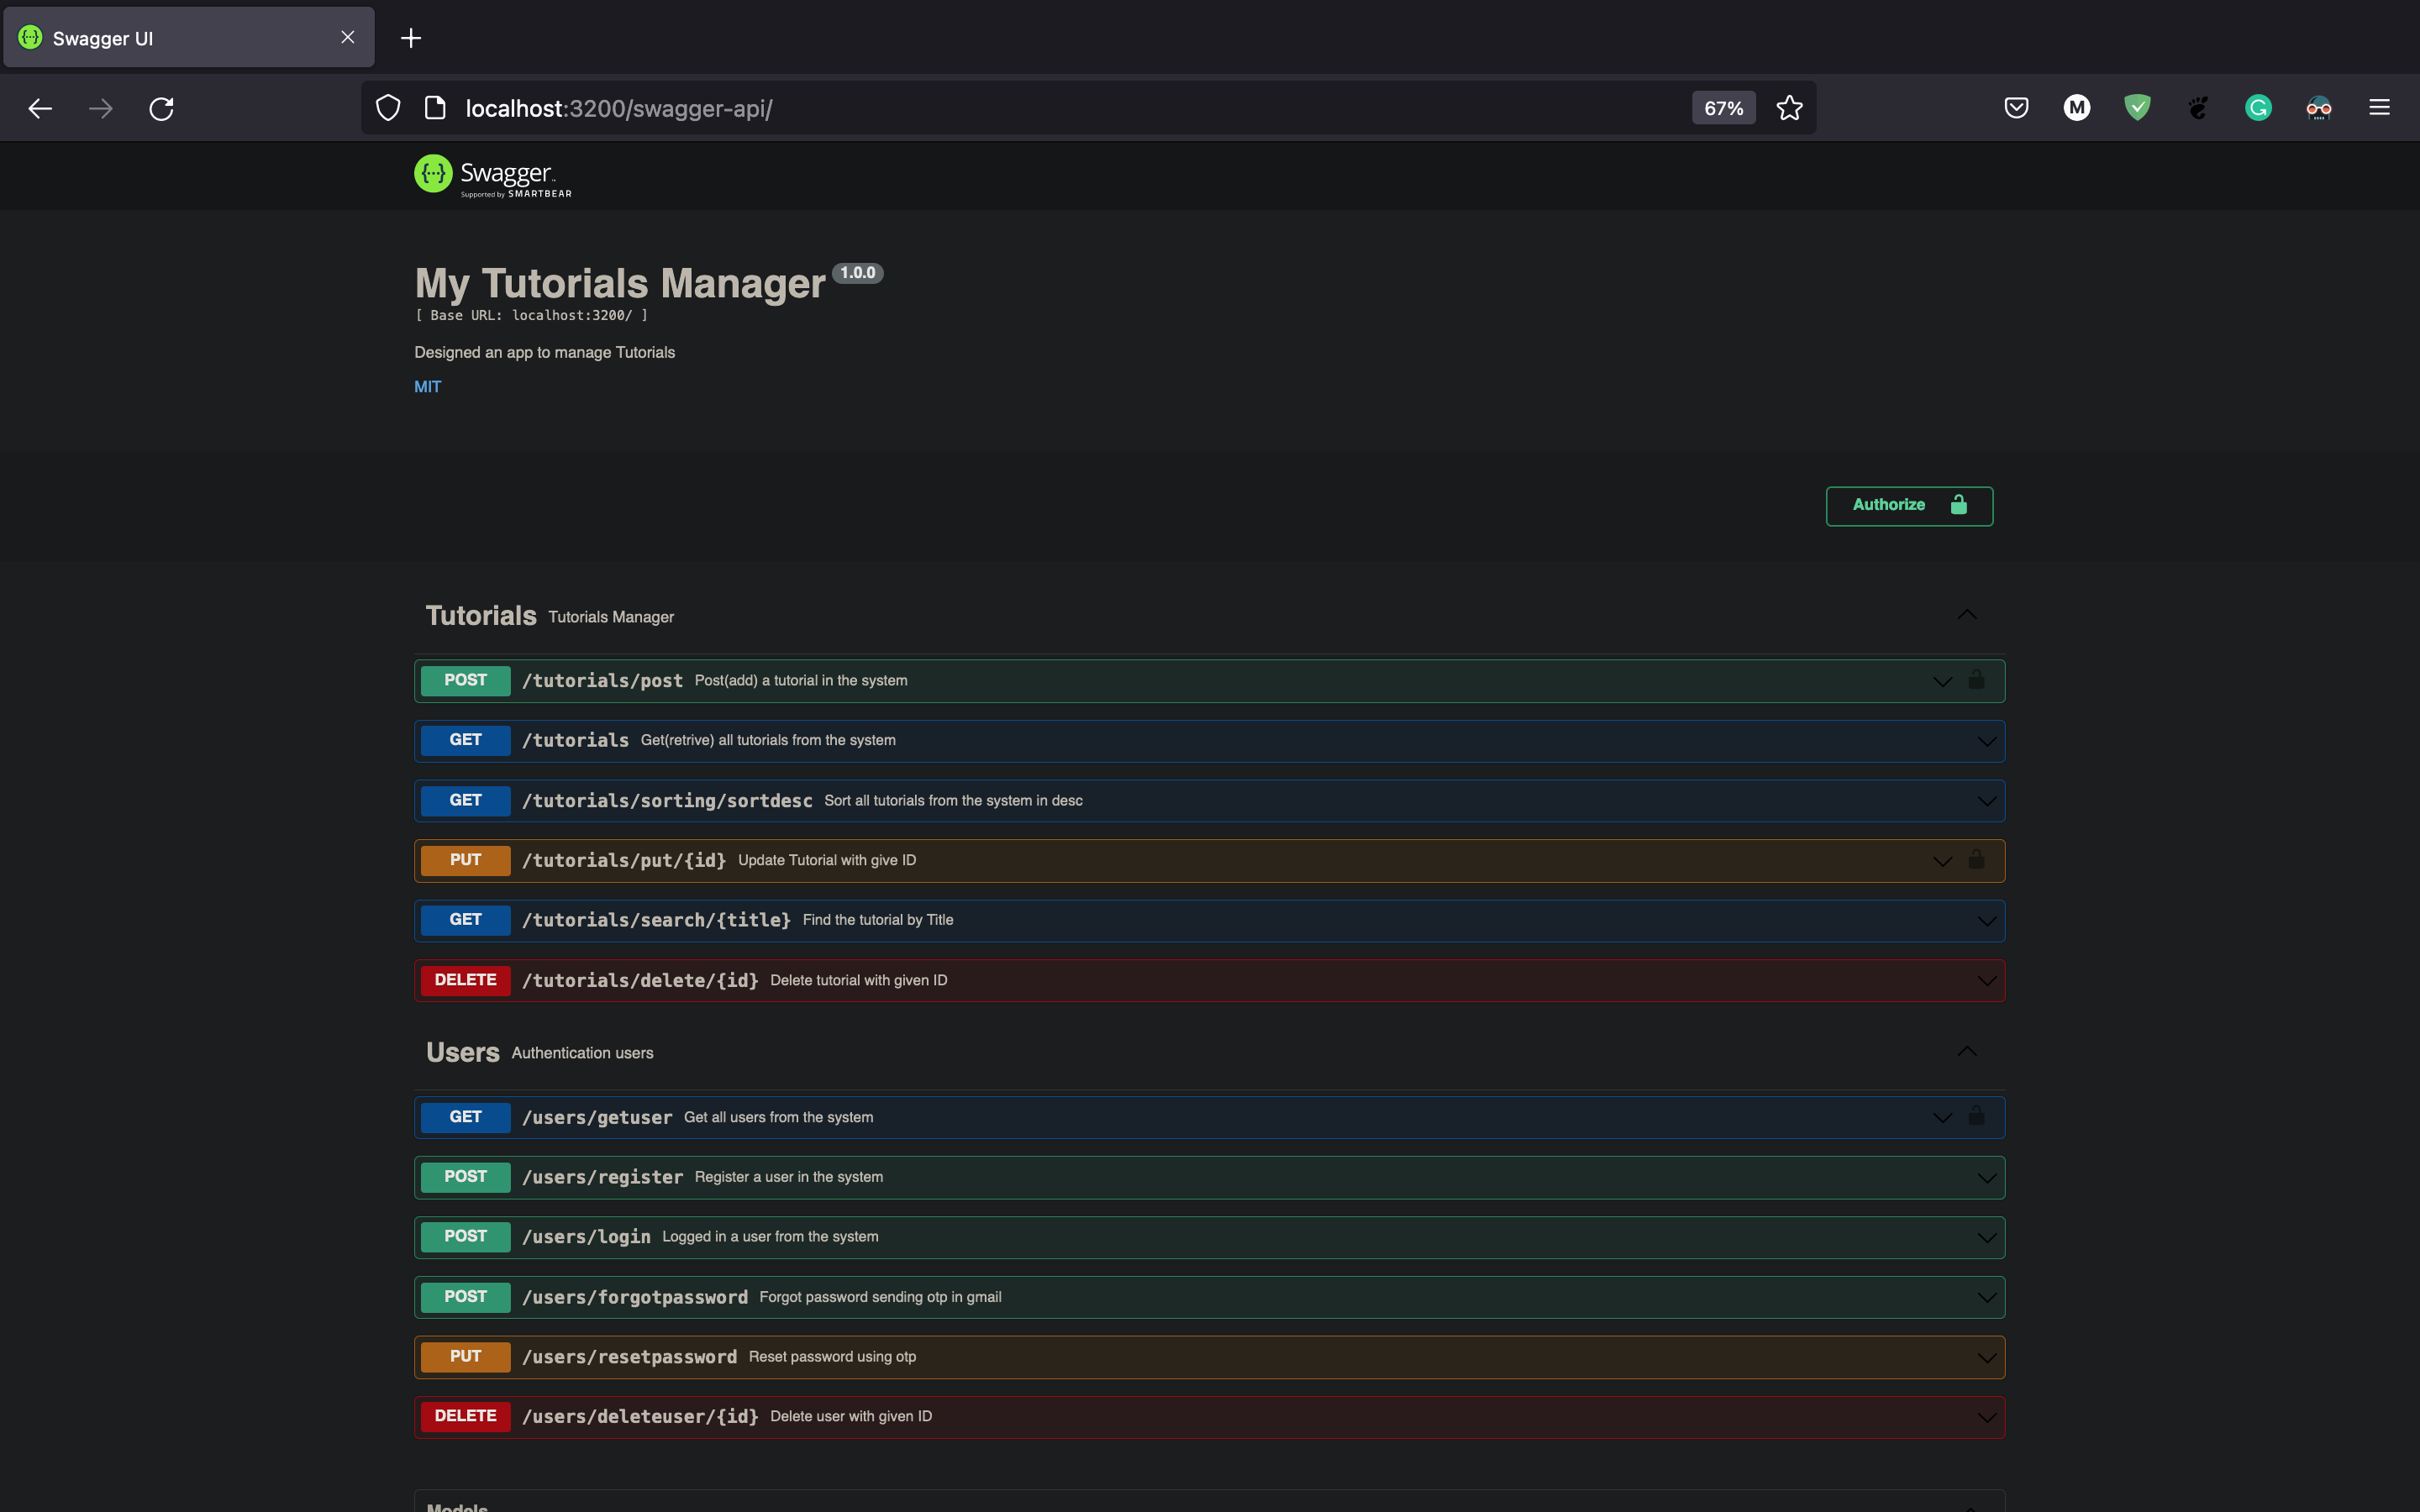 Swagger UI
localhost:3200/swagger-api/ 67%
M G
Swagger
Supported by SMARTBEAR
My Tutorials Manager 1.0.0
[ Base URL: localhost:3200/ ]
Designed an app to manage Tutorials
MIT
Authorize
Tutorials Tutorials Manager
POST /tutorials/post Post(add) a tutorial in the system
GET /tutorials Get(retrive) all tutorials from the system
GET /tutorials/sorting/sortdesc Sort all tutorials from the system in desc
PUT /tutorials/put/{id} Update Tutorial with give ID
GET /tutorials/search/{title} Find the tutorial by Title
DELETE /tutorials/delete/{id} Delete tutorial with given ID
Users Authentication users
GET /users/getuser Get all users from the system
POST /users/register Register a user in the system
POST /users/login Logged in a user from the system
POST /users/forgotpassword Forgot password sending otp in gmail
PUT /users/resetpassword Reset password using otp
DELETE /users/deleteuser/{id} Delete user with given ID
Models